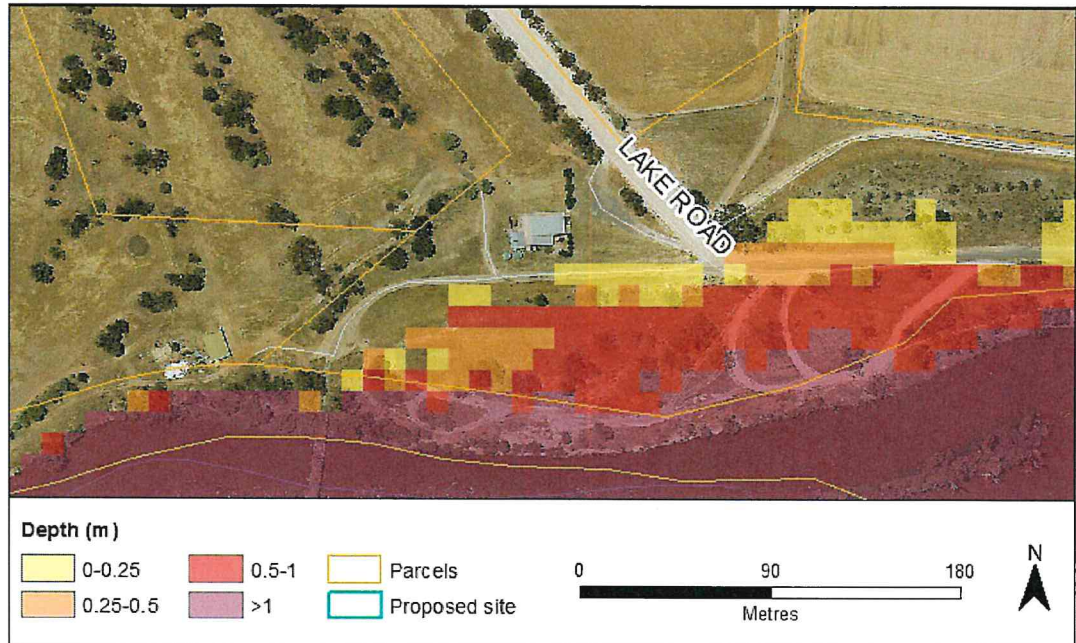 LAKE ROAD
Depth (m)
0-0.25
0.25-0.5
0.5-1
>1
Parcels
Proposed site
0 90 180
Metres
N